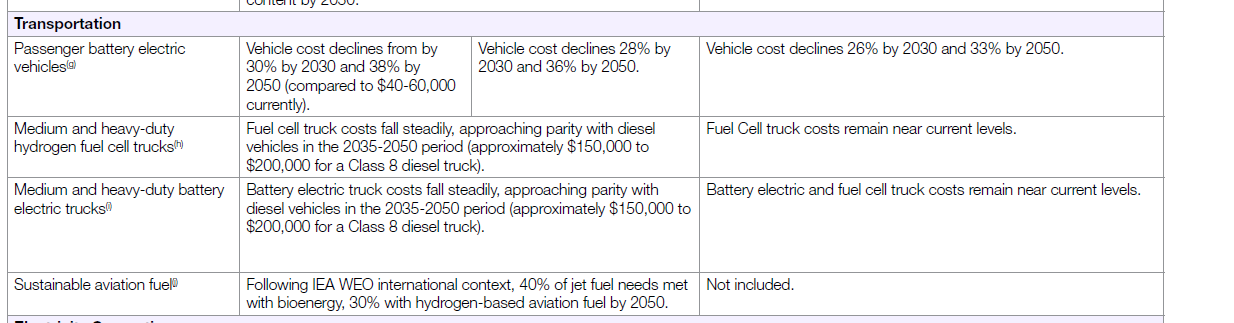 content by 2050.
Transportation
Passenger battery electric
vehicles(g)
Vehicle cost declines from by
30% by 2030 and 38% by
2050 (compared to $40-60,000
currently).
Vehicle cost declines 28% by
2030 and 36% by 2050.
Vehicle cost declines 26% by 2030 and 33% by 2050.
Medium and heavy-duty
hydrogen fuel cell trucks(h)
Fuel cell truck costs fall steadily, approaching parity with diesel
vehicles in the 2035-2050 period (approximately $150,000 to
$200,000 for a Class 8 diesel truck).
Fuel Cell truck costs remain near current levels.
Medium and heavy-duty battery
electric trucks(i)
Battery electric truck costs fall steadily, approaching parity with
diesel vehicles in the 2035-2050 period (approximately $150,000 to
$200,000 for a Class 8 diesel truck).
Battery electric and fuel cell truck costs remain near current levels.
Sustainable aviation fuel(j)
Following IEA WEO international context, 40% of jet fuel needs met
with bioenergy, 30% with hydrogen-based aviation fuel by 2050.
Not included.